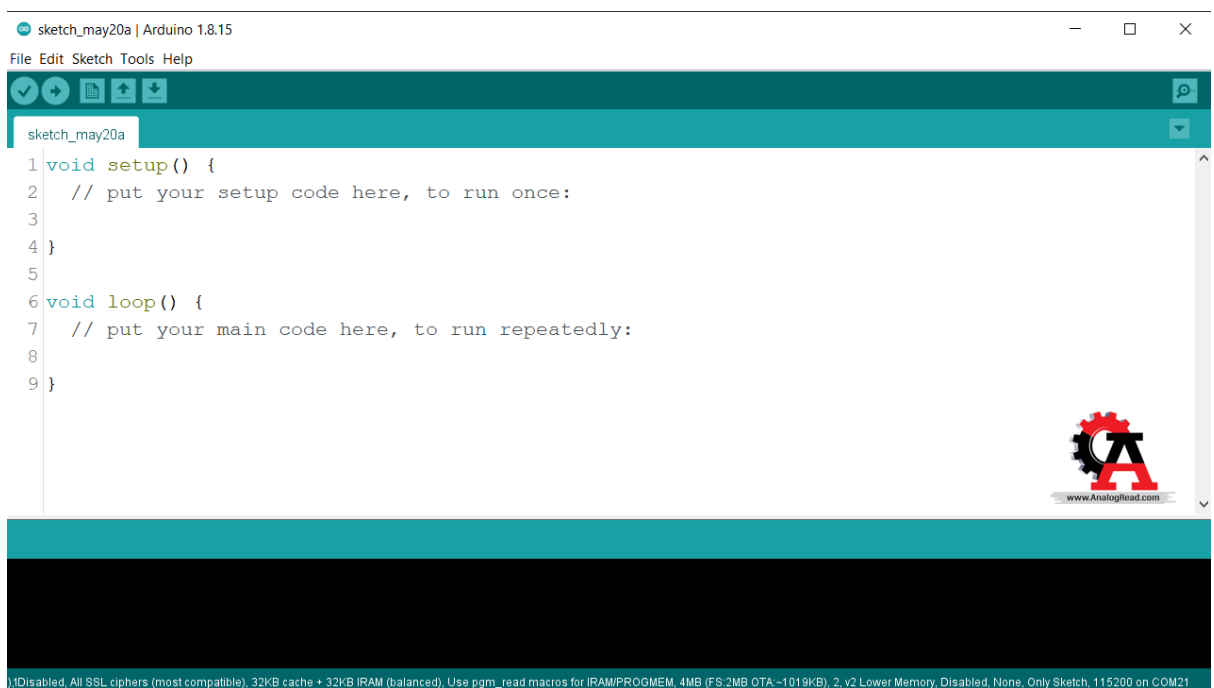 sketch_may20a | Arduino 1.8.15
File Edit Sketch Tools Help
sketch_may20a
1 void setup() {
2 // put your setup code here, to run once:
3
4 }
5
6 void loop() {
7 // put your main code here, to run repeatedly:
8
9 }
A
www.AnalogRead.com
),1Disabled, All SSL ciphers (most compatible), 32KB cache + 32KB IRAM (balanced), Use pgm_read macros for IRAM/PROGMEM, 4MB (FS:2MB OTA:~1019KB), 2, v2 Lower Memory, Disabled, None, Only Sketch, 115200 on COM21